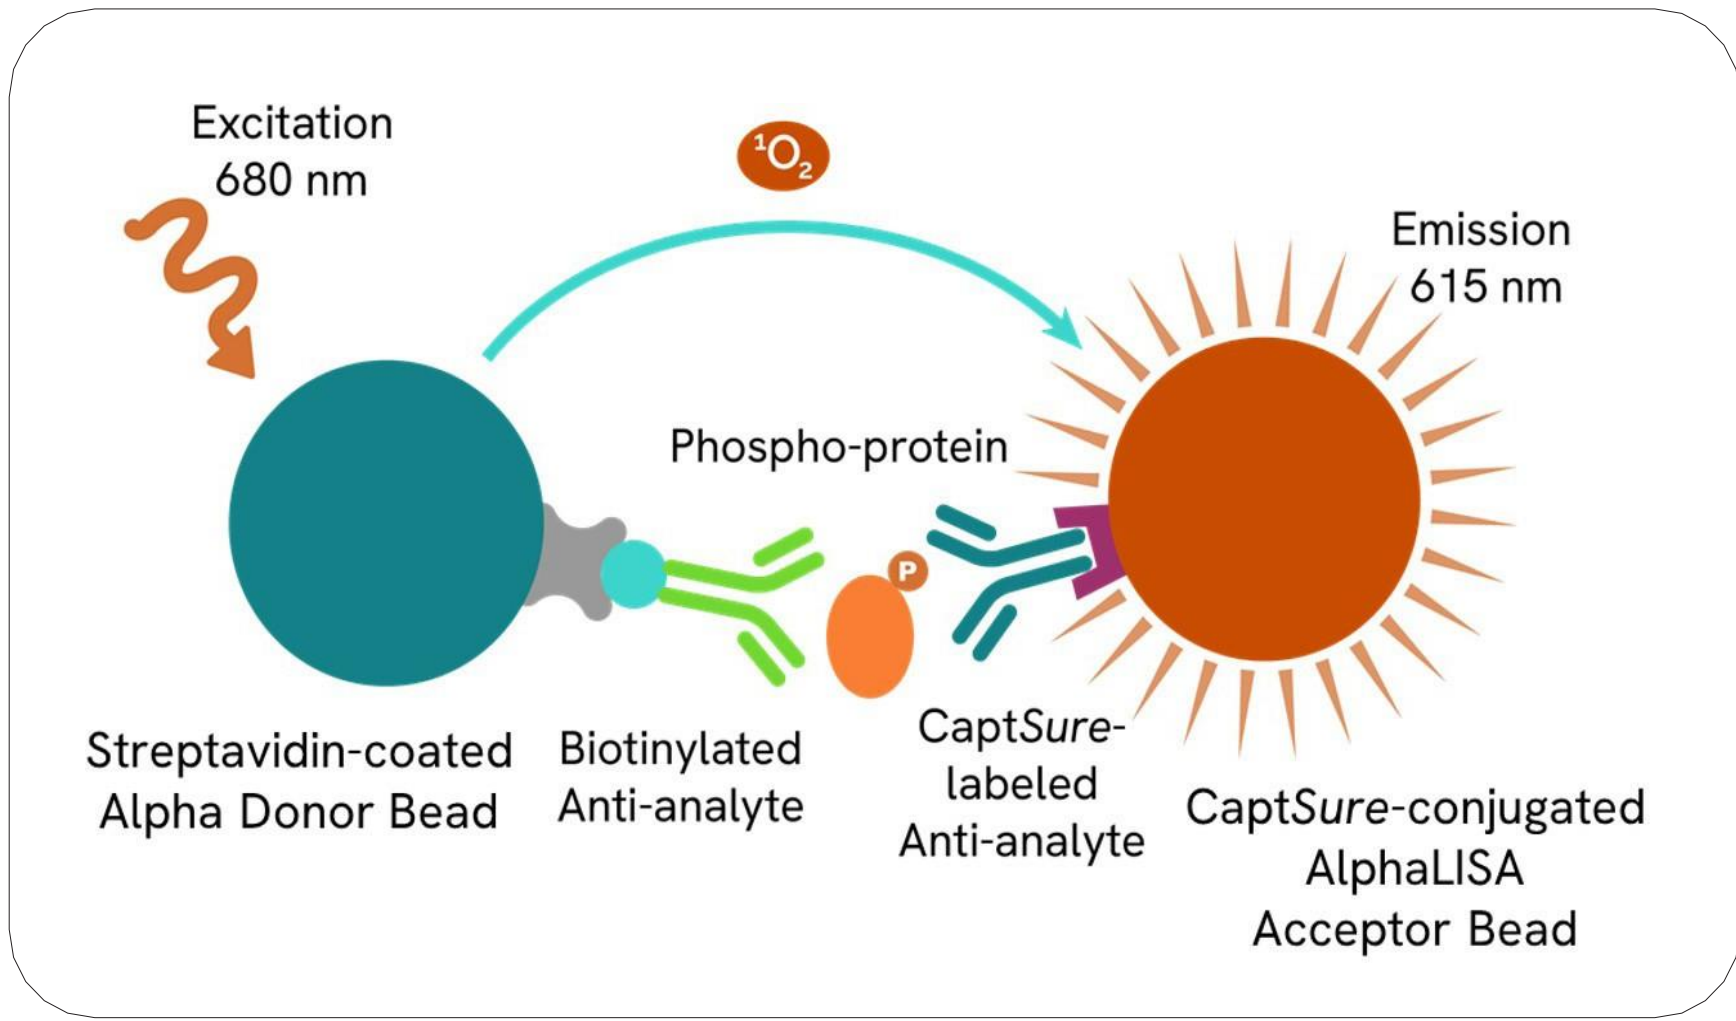 Excitation
680 nm
¹O₂
Emission
615 nm
Phospho-protein
P
Streptavidin-coated
Alpha Donor Bead
Biotinylated
Anti-analyte
CaptSure-
labeled
Anti-analyte
CaptSure-conjugated
AlphaLISA
Acceptor Bead